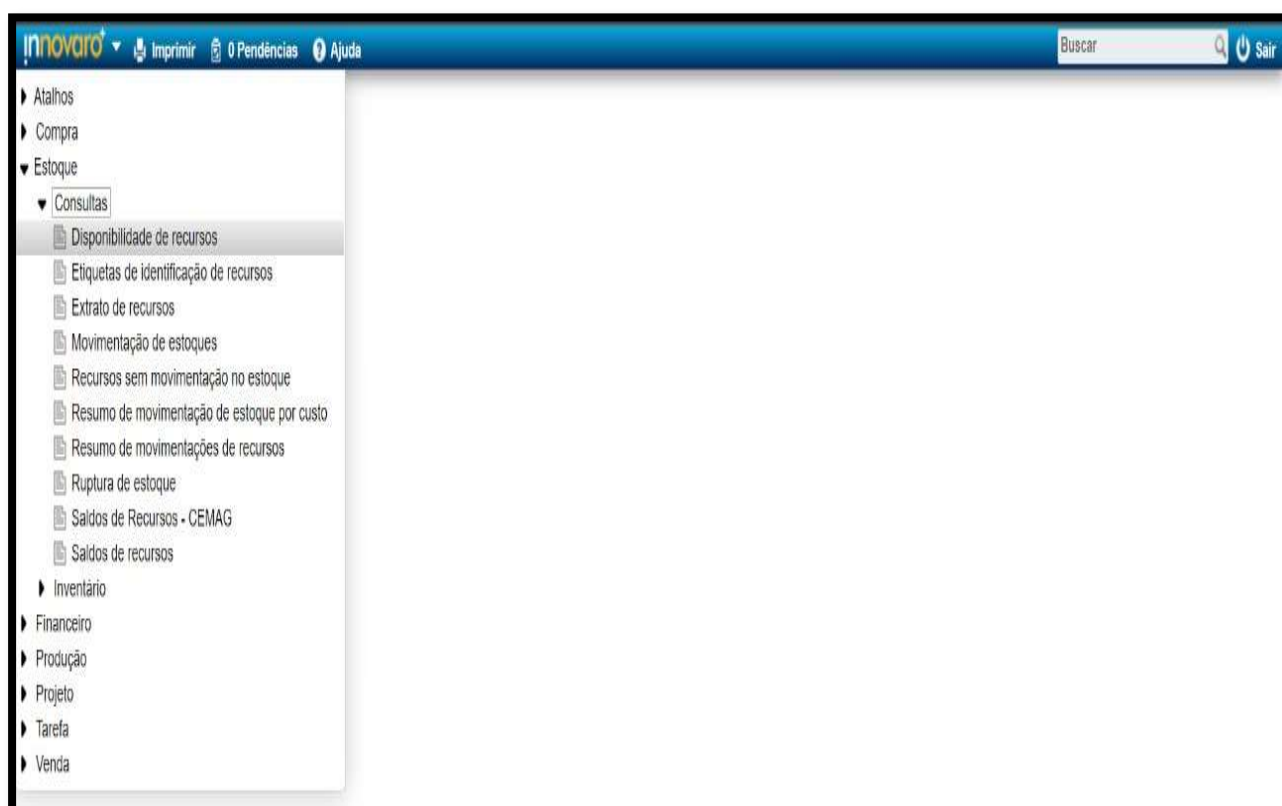 innovaro Imprimir 0 Pendências Ajuda Buscar Sair
Atalhos
Compra
Estoque
Consultas
Disponibilidade de recursos
Etiquetas de identificação de recursos
Extrato de recursos
Movimentação de estoques
Recursos sem movimentação no estoque
Resumo de movimentação de estoque por custo
Resumo de movimentações de recursos
Ruptura de estoque
Saldos de Recursos - CEMAG
Saldos de recursos
Inventário
Financeiro
Produção
Projeto
Tarefa
Venda